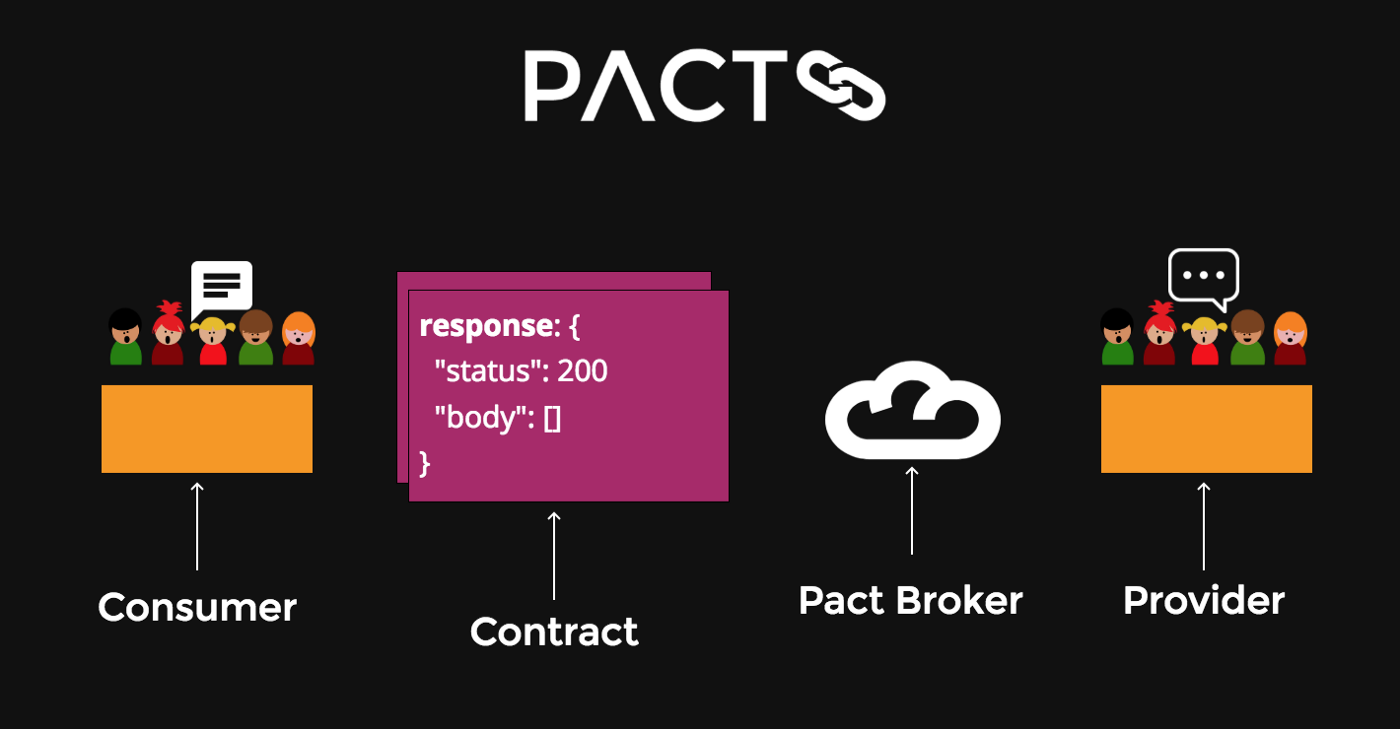 PACT
response: {
"status": 200
"body": []
}
Consumer
Contract
Pact Broker
Provider